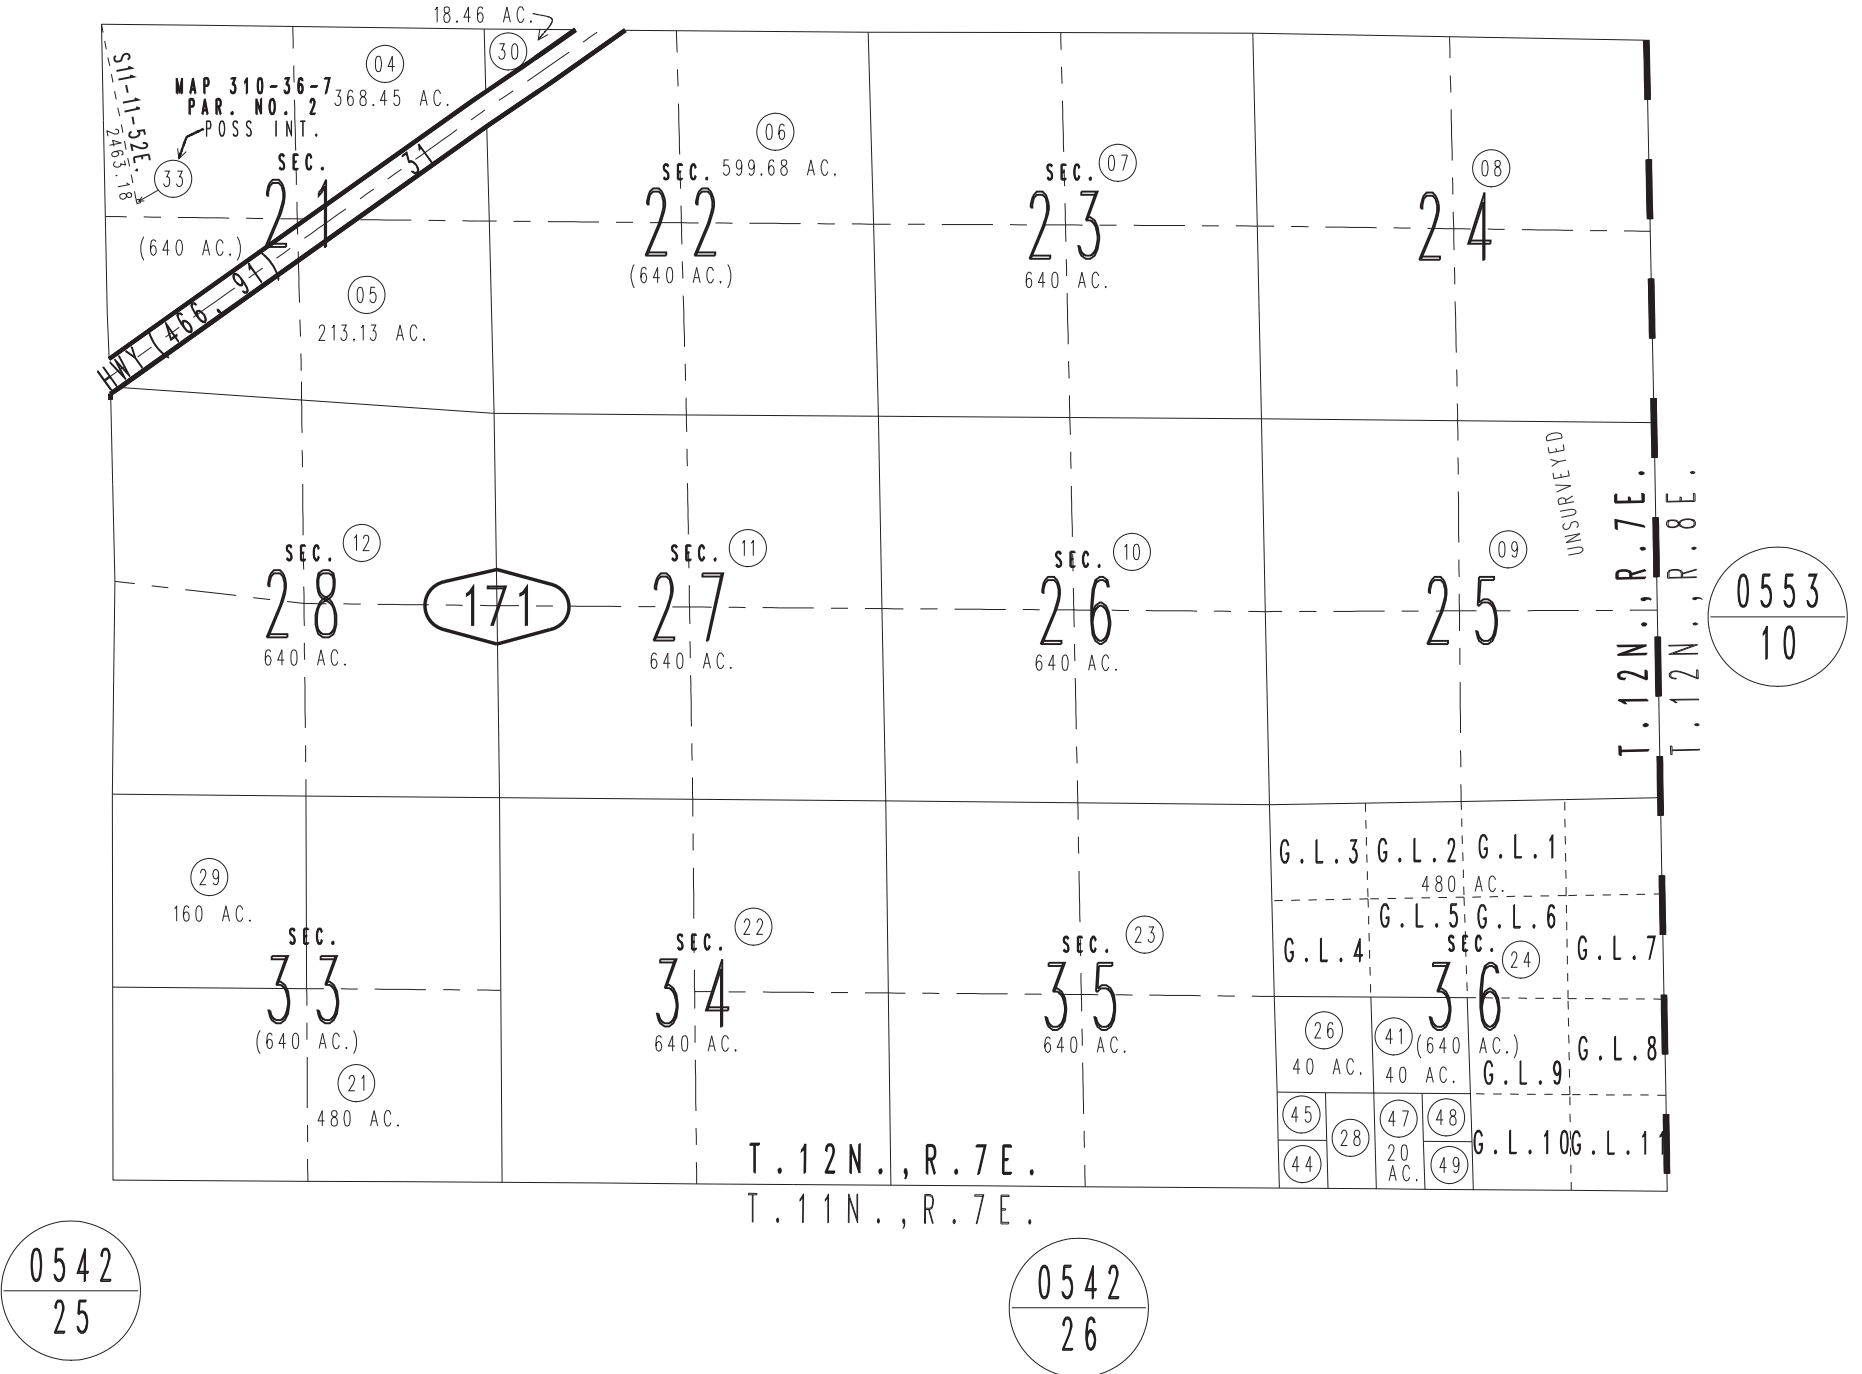 18.46 AC.
30
04
368.45 AC.
S11-11-52E.
2463.18
MAP 310-36-7
PAR. NO. 2
POSS INT.
33
SEC.
21
(640 AC.)
HWY (466. 91) 31
05
213.13 AC.
06
599.68 AC.
SEC.
22
(640 AC.)
SEC.
07
23
640 AC.
08
24
SEC.
12
28
640 AC.
171
SEC.
11
27
640 AC.
SEC.
10
26
640 AC.
09
25
UNSURVEYED
T.12N.,R.7E.
T.12N.,R.8E.
0553
10
29
160 AC.
SEC.
33
(640 AC.)
21
480 AC.
SEC.
22
34
640 AC.
SEC.
23
35
640 AC.
G.L.3 G.L.2 G.L.1
480 AC.
G.L.5 G.L.6
G.L.4
G.L.7
SEC.
24
36
(640 AC.)
26
40 AC.
41
40 AC.
G.L.8
G.L.9
45
44
28
47
20
AC.
48
49
G.L.10
G.L.11
T.12N.,R.7E.
T.11N.,R.7E.
0542
25
0542
26